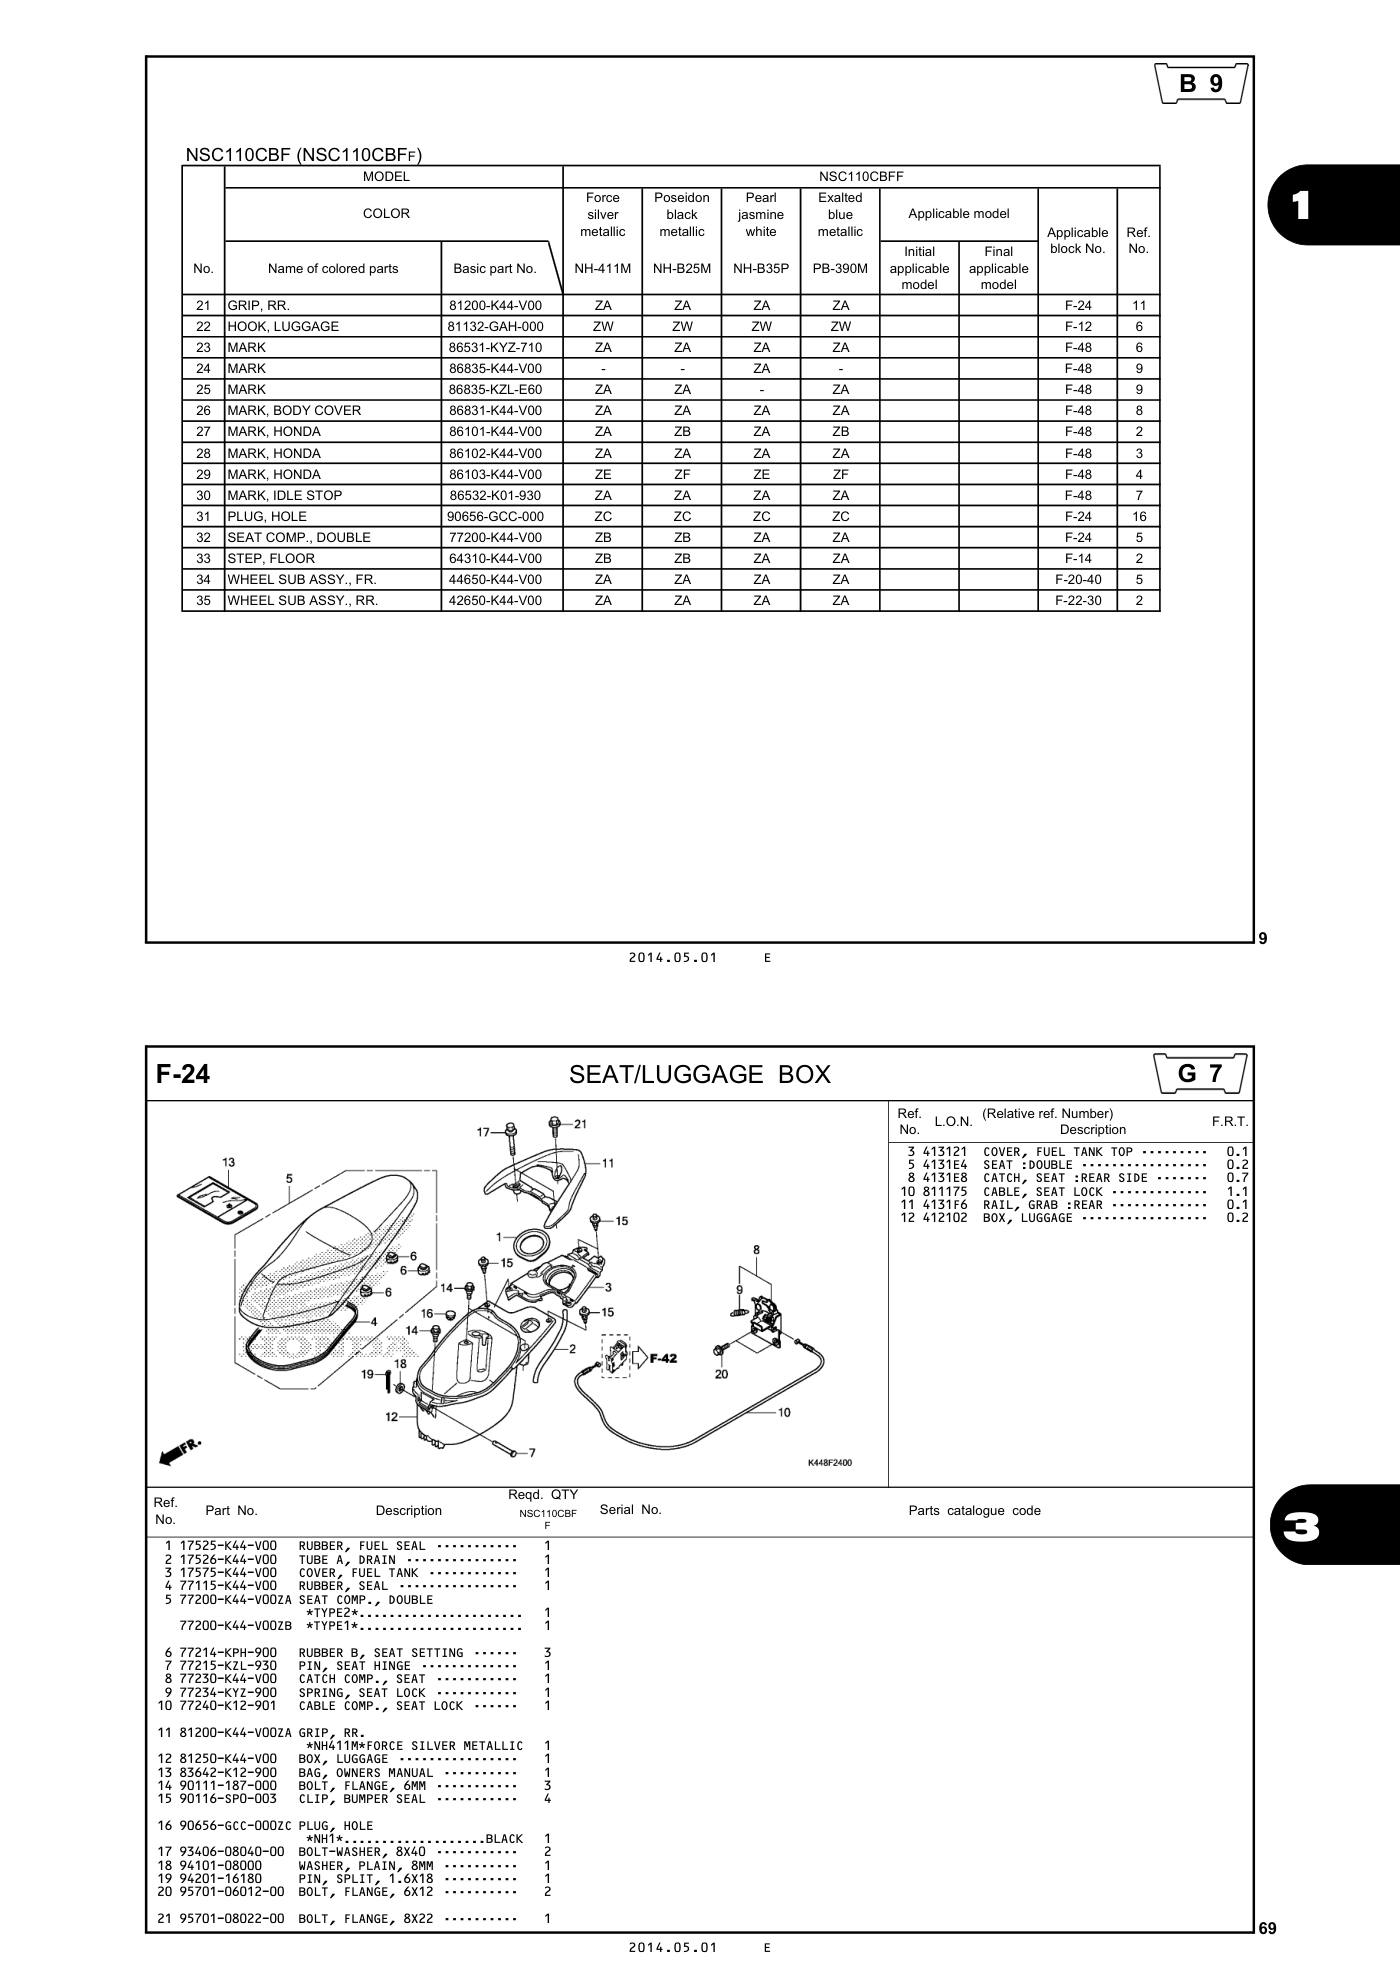 B 9
1
NSC110CBF (NSC110CBFF)
MODEL NSC110CBFF
COLOR Force silver metallic Poseidon black metallic Pearl jasmine white Exalted blue metallic Applicable model Applicable block No. Ref. No.
No. Name of colored parts Basic part No. NH-411M NH-B25M NH-B35P PB-390M Initial applicable model Final applicable model
21 GRIP, RR. 81200-K44-V00 ZA ZA ZA ZA F-24 11
22 HOOK, LUGGAGE 81132-GAH-000 ZW ZW ZW ZW F-12 6
23 MARK 86531-KYZ-710 ZA ZA ZA ZA F-48 6
24 MARK 86835-K44-V00 - - ZA - F-48 9
25 MARK 86835-KZL-E60 ZA ZA - ZA F-48 9
26 MARK, BODY COVER 86831-K44-V00 ZA ZA ZA ZA F-48 8
27 MARK, HONDA 86101-K44-V00 ZA ZB ZA ZB F-48 2
28 MARK, HONDA 86102-K44-V00 ZA ZA ZA ZA F-48 3
29 MARK, HONDA 86103-K44-V00 ZE ZF ZE ZF F-48 4
30 MARK, IDLE STOP 86532-K01-930 ZA ZA ZA ZA F-48 7
31 PLUG, HOLE 90656-GCC-000 ZC ZC ZC ZC F-24 16
32 SEAT COMP., DOUBLE 77200-K44-V00 ZB ZB ZA ZA F-24 5
33 STEP, FLOOR 64310-K44-V00 ZB ZB ZA ZA F-14 2
34 WHEEL SUB ASSY., FR. 44650-K44-V00 ZA ZA ZA ZA F-20-40 5
35 WHEEL SUB ASSY., RR. 42650-K44-V00 ZA ZA ZA ZA F-22-30 2
9
2014.05.01 E
F-24 SEAT/LUGGAGE BOX G 7
Ref. No. L.O.N. (Relative ref. Number) Description F.R.T.
3 413121 COVER, FUEL TANK TOP --------- 0.1
5 4131E4 SEAT :DOUBLE ----------------- 0.2
8 4131E8 CATCH, SEAT :REAR SIDE ------- 0.7
10 811175 CABLE, SEAT LOCK ------------- 1.1
11 4131F6 RAIL, GRAB :REAR ------------- 0.1
12 412102 BOX, LUGGAGE ----------------- 0.2
17
21
13
11
5
15
1
15
8
6
6
14
3
9
6
16
15
4
14
2
F-42
18
19
20
12
10
7
HONDA
FR.
K448F2400
3
Ref. No. Part No. Description Reqd. QTY NSC110CBF F Serial No. Parts catalogue code
1 17525-K44-V00 RUBBER, FUEL SEAL ----------- 1
2 17526-K44-V00 TUBE A, DRAIN --------------- 1
3 17575-K44-V00 COVER, FUEL TANK ------------ 1
4 77115-K44-V00 RUBBER, SEAL ---------------- 1
5 77200-K44-V00ZA SEAT COMP., DOUBLE
*TYPE2*...................... 1
77200-K44-V00ZB *TYPE1*...................... 1
6 77214-KPH-900 RUBBER B, SEAT SETTING ------ 3
7 77215-KZL-930 PIN, SEAT HINGE ------------- 1
8 77230-K44-V00 CATCH COMP., SEAT ----------- 1
9 77234-KYZ-900 SPRING, SEAT LOCK ----------- 1
10 77240-K12-901 CABLE COMP., SEAT LOCK ------ 1
11 81200-K44-V00ZA GRIP, RR.
*NH411M*FORCE SILVER METALLIC 1
12 81250-K44-V00 BOX, LUGGAGE ---------------- 1
13 83642-K12-900 BAG, OWNERS MANUAL ---------- 1
14 90111-187-000 BOLT, FLANGE, 6MM ----------- 3
15 90116-SP0-003 CLIP, BUMPER SEAL ----------- 4
16 90656-GCC-000ZC PLUG, HOLE
*NH1*...................BLACK 1
17 93406-08040-00 BOLT-WASHER, 8X40 ----------- 2
18 94101-08000 WASHER, PLAIN, 8MM ---------- 1
19 94201-16180 PIN, SPLIT, 1.6X18 ---------- 1
20 95701-06012-00 BOLT, FLANGE, 6X12 ---------- 2
21 95701-08022-00 BOLT, FLANGE, 8X22 ---------- 1
69
2014.05.01 E